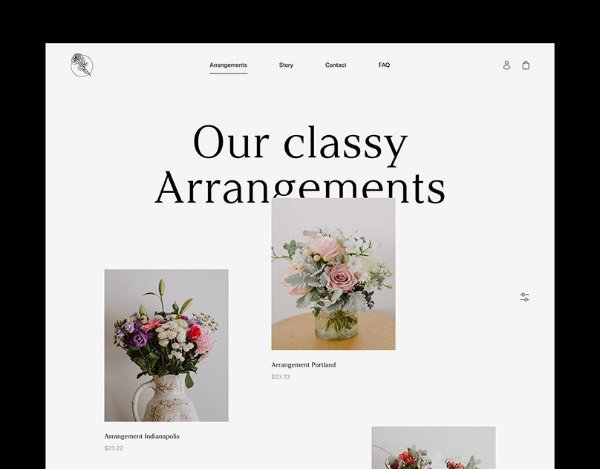 Arrangements
Story
Contact
FAQ
Our classy
Arrangements
Arrangement Portland
$23.22
Arrangement Indianapolis
$23.22